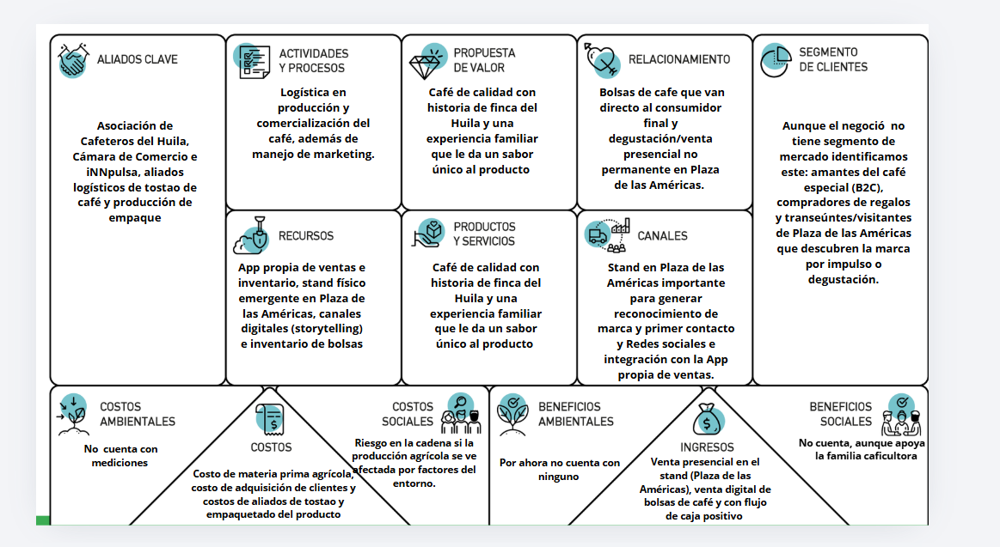 ALIADOS CLAVE
Asociación de
Cafeteros del Huila,
Cámara de Comercio e
iNNpulsa, aliados
logísticos de tostao de
café y producción de
empaque
ACTIVIDADES
Y PROCESOS
Logística en
producción y
comercialización del
café, además de
manejo de marketing.
PROPUESTA
DE VALOR
Café de calidad con
historia de finca del
Huila y una
experiencia familiar
que le da un sabor
único al producto
RELACIONAMIENTO
Bolsas de cafe que van
directo al consumidor
final y
degustación/venta
presencial no
permanente en Plaza
de las Américas.
SEGMENTO
DE CLIENTES
Aunque el negoció no
tiene segmento de
mercado identificamos
este: amantes del café
especial (B2C),
compradores de regalos
y transeúntes/visitantes
de Plaza de las Américas
que descubren la marca
por impulso o
degustación.
RECURSOS
App propia de ventas e
inventario, stand físico
emergente en Plaza de
las Américas, canales
digitales (storytelling)
e inventario de bolsas
PRODUCTOS
Y SERVICIOS
Café de calidad con
historia de finca del
Huila y una
experiencia familiar
que le da un sabor
único al producto
CANALES
Stand en Plaza de las
Américas importante
para generar
reconocimiento de
marca y primer contacto
y Redes sociales e
integración con la App
propia de ventas.
COSTOS
AMBIENTALES
No cuenta con
mediciones
$
COSTOS
Costo de materia prima agrícola,
costo de adquisición de clientes y
costos de aliados de tostao y
empaquetado del producto
COSTOS
SOCIALES
Riesgo en la cadena si la
producción agrícola se ve
afectada por factores del
entorno.
BENEFICIOS
AMBIENTALES
Por ahora no cuenta con
ninguno
$
INGRESOS
Venta presencial en el
stand (Plaza de las
Américas), venta digital de
bolsas de café y con flujo
de caja positivo
BENEFICIOS
SOCIALES
No cuenta, aunque apoya
la familia caficultora